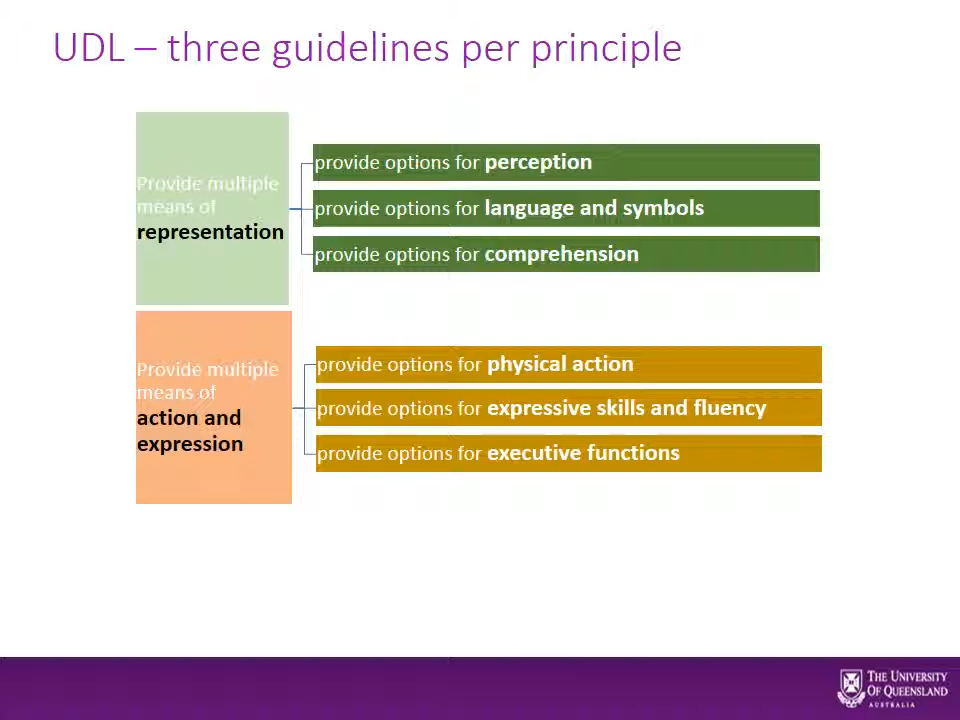 UDL – three guidelines per principle
Provide multiple
means of
representation
provide options for perception
provide options for language and symbols
provide options for comprehension
Provide multiple
means of
action and
expression
provide options for physical action
provide options for expressive skills and fluency
provide options for executive functions
THE UNIVERSITY
OF QUEENSLAND
AUSTRALIA